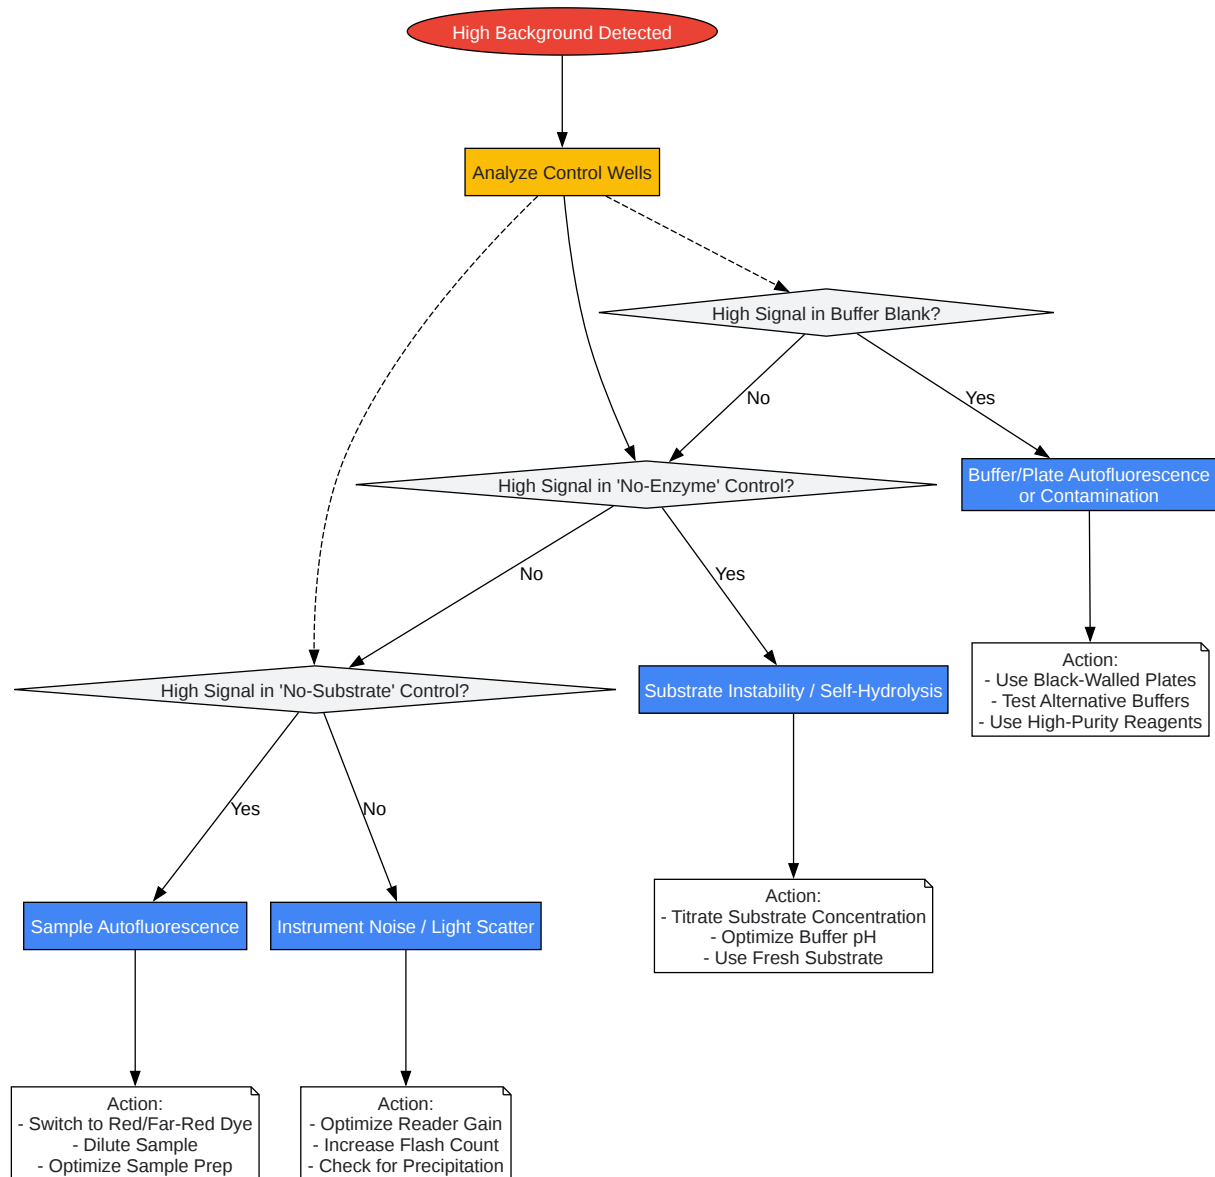 High Background Detected
Analyze Control Wells
High Signal in Buffer Blank?
No
Yes
High Signal in 'No-Enzyme' Control?
Buffer/Plate Autofluorescence
or Contamination
No
Yes
Action:
- Use Black-Walled Plates
- Test Alternative Buffers
- Use High-Purity Reagents
High Signal in 'No-Substrate' Control?
Substrate Instability / Self-Hydrolysis
Yes
No
Action:
- Titrate Substrate Concentration
- Optimize Buffer pH
- Use Fresh Substrate
Sample Autofluorescence
Instrument Noise / Light Scatter
Action:
- Switch to Red/Far-Red Dye
- Dilute Sample
- Optimize Sample Prep
Action:
- Optimize Reader Gain
- Increase Flash Count
- Check for Precipitation